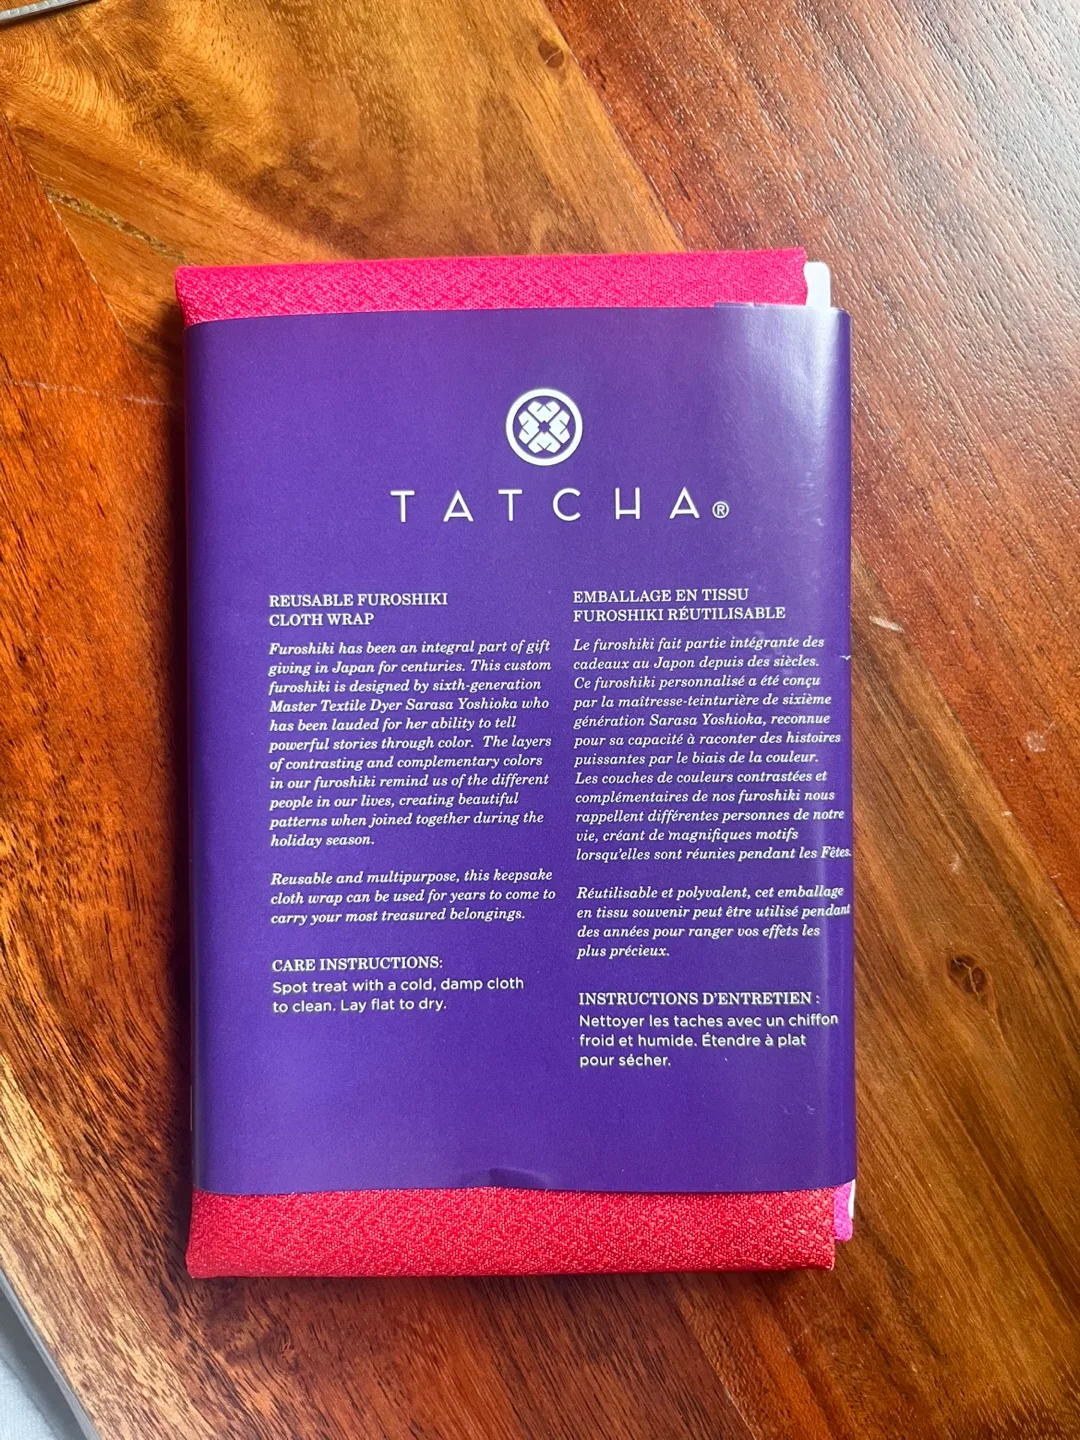 TATCHA®
REUSABLE FUROSHIKI
CLOTH WRAP
Furoshiki has been an integral part of gift
giving in Japan for centuries. This custom
furoshiki is designed by sixth-generation
Master Textile Dyer Sarasa Yoshioka who
has been lauded for her ability to tell
powerful stories through color. The layers
of contrasting and complementary colors
in our furoshiki remind us of the different
people in our lives, creating beautiful
patterns when joined together during the
holiday season.
Reusable and multipurpose, this keepsake
cloth wrap can be used for years to come to
carry your most treasured belongings.
CARE INSTRUCTIONS:
Spot treat with a cold, damp cloth
to clean. Lay flat to dry.
EMBALLAGE EN TISSU
FUROSHIKI RÉUTILISABLE
Le furoshiki fait partie intégrante des
cadeaux au Japon depuis des siècles.
Ce furoshiki personnalisé a été conçu
par la maîtresse-teinturière de sixième
génération Sarasa Yoshioka, reconnue
pour sa capacité à raconter des histoires
puissantes par le biais de la couleur.
Les couches de couleurs contrastées et
complémentaires de nos furoshiki nous
rappellent différentes personnes de notre
vie, créant de magnifiques motifs
lorsqu'elles sont réunies pendant les Fêtes.
Réutilisable et polyvalent, cet emballage
en tissu souvenir peut être utilisé pendant
des années pour ranger vos effets les
plus précieux.
INSTRUCTIONS D'ENTRETIEN :
Nettoyer les taches avec un chiffon
froid et humide. Étendre à plat
pour sécher.